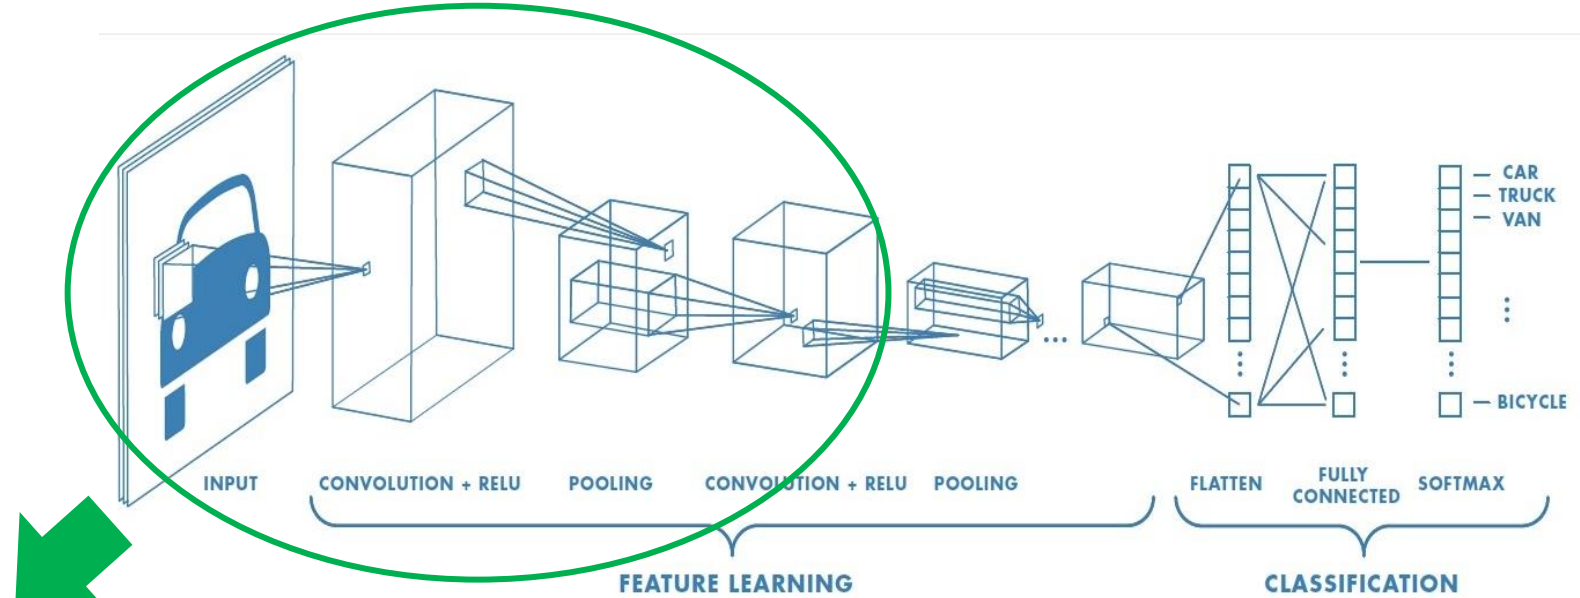 CAR
TRUCK
VAN
BICYCLE
INPUT
CONVOLUTION + RELU
POOLING
CONVOLUTION + RELU
POOLING
FLATTEN
FULLY
CONNECTED
SOFTMAX
FEATURE LEARNING
CLASSIFICATION